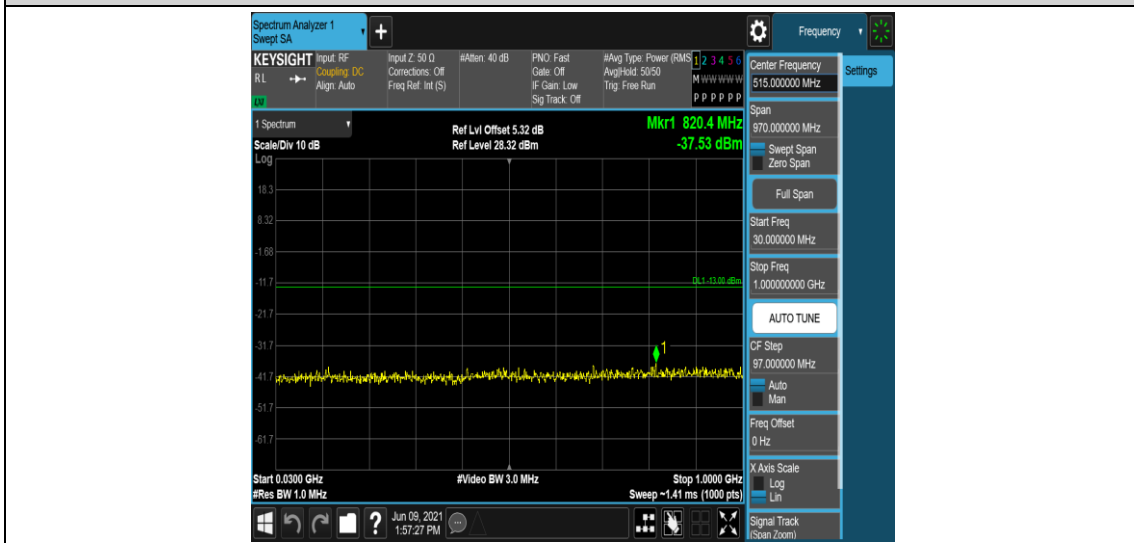 Spectrum Analyzer 1
Swept SA
+
Frequency
KEYSIGHT
RL
LXI
Input: RF
Coupling: DC
Align: Auto
Input Z: 50 Ω
Corrections: Off
Freq Ref: Int (S)
#Atten: 40 dB
PNO: Fast
Gate: Off
IF Gain: Low
Sig Track: Off
#Avg Type: Power (RMS
Avg|Hold: 50/50
Trig: Free Run
1 2 3 4 5 6
M W W W W W
P P P P P P
1 Spectrum
Scale/Div 10 dB
Log
Ref Lvl Offset 5.32 dB
Ref Level 28.32 dBm
Mkr1 820.4 MHz
-37.53 dBm
18.3
8.32
-1.68
-11.7
DL1 -13.00 dBm
-21.7
-31.7
1
-41.7
-51.7
-61.7
Start 0.0300 GHz
#Res BW 1.0 MHz
#Video BW 3.0 MHz
Stop 1.0000 GHz
Sweep ~1.41 ms (1000 pts)
Center Frequency
515.000000 MHz
Settings
Span
970.000000 MHz
Swept Span
Zero Span
Full Span
Start Freq
30.000000 MHz
Stop Freq
1.000000000 GHz
AUTO TUNE
CF Step
97.000000 MHz
Auto
Man
Freq Offset
0 Hz
X Axis Scale
Log
Lin
Signal Track
(Span Zoom)
?
Jun 09, 2021
1:57:27 PM